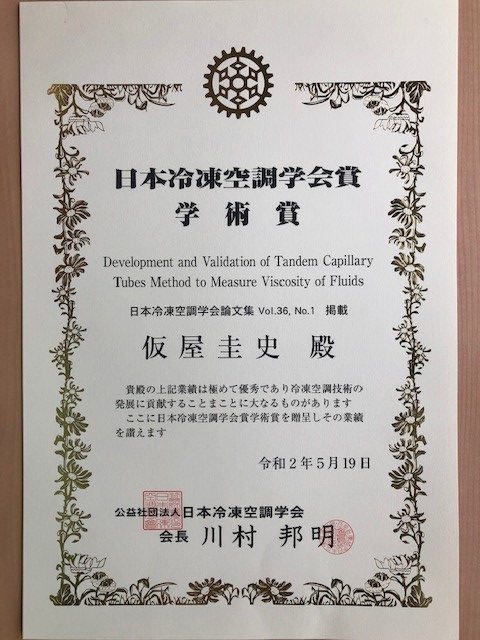 日本冷凍空調学会賞
学術賞
Development and Validation of Tandem Capillary
Tubes Method to Measure Viscosity of Fluids
日本冷凍空調学会論文集 Vol.36, No.1 掲載
仮屋圭史 殿
貴殿の上記業績は極めて優秀であり冷凍空調技術の
発展に貢献することまことに大なるものがあります
ここに日本冷凍空調学会賞学術賞を贈呈しその業績
を讃えます
令和2年5月19日
公益社団法人日本冷凍空調学会
会長 川村邦明